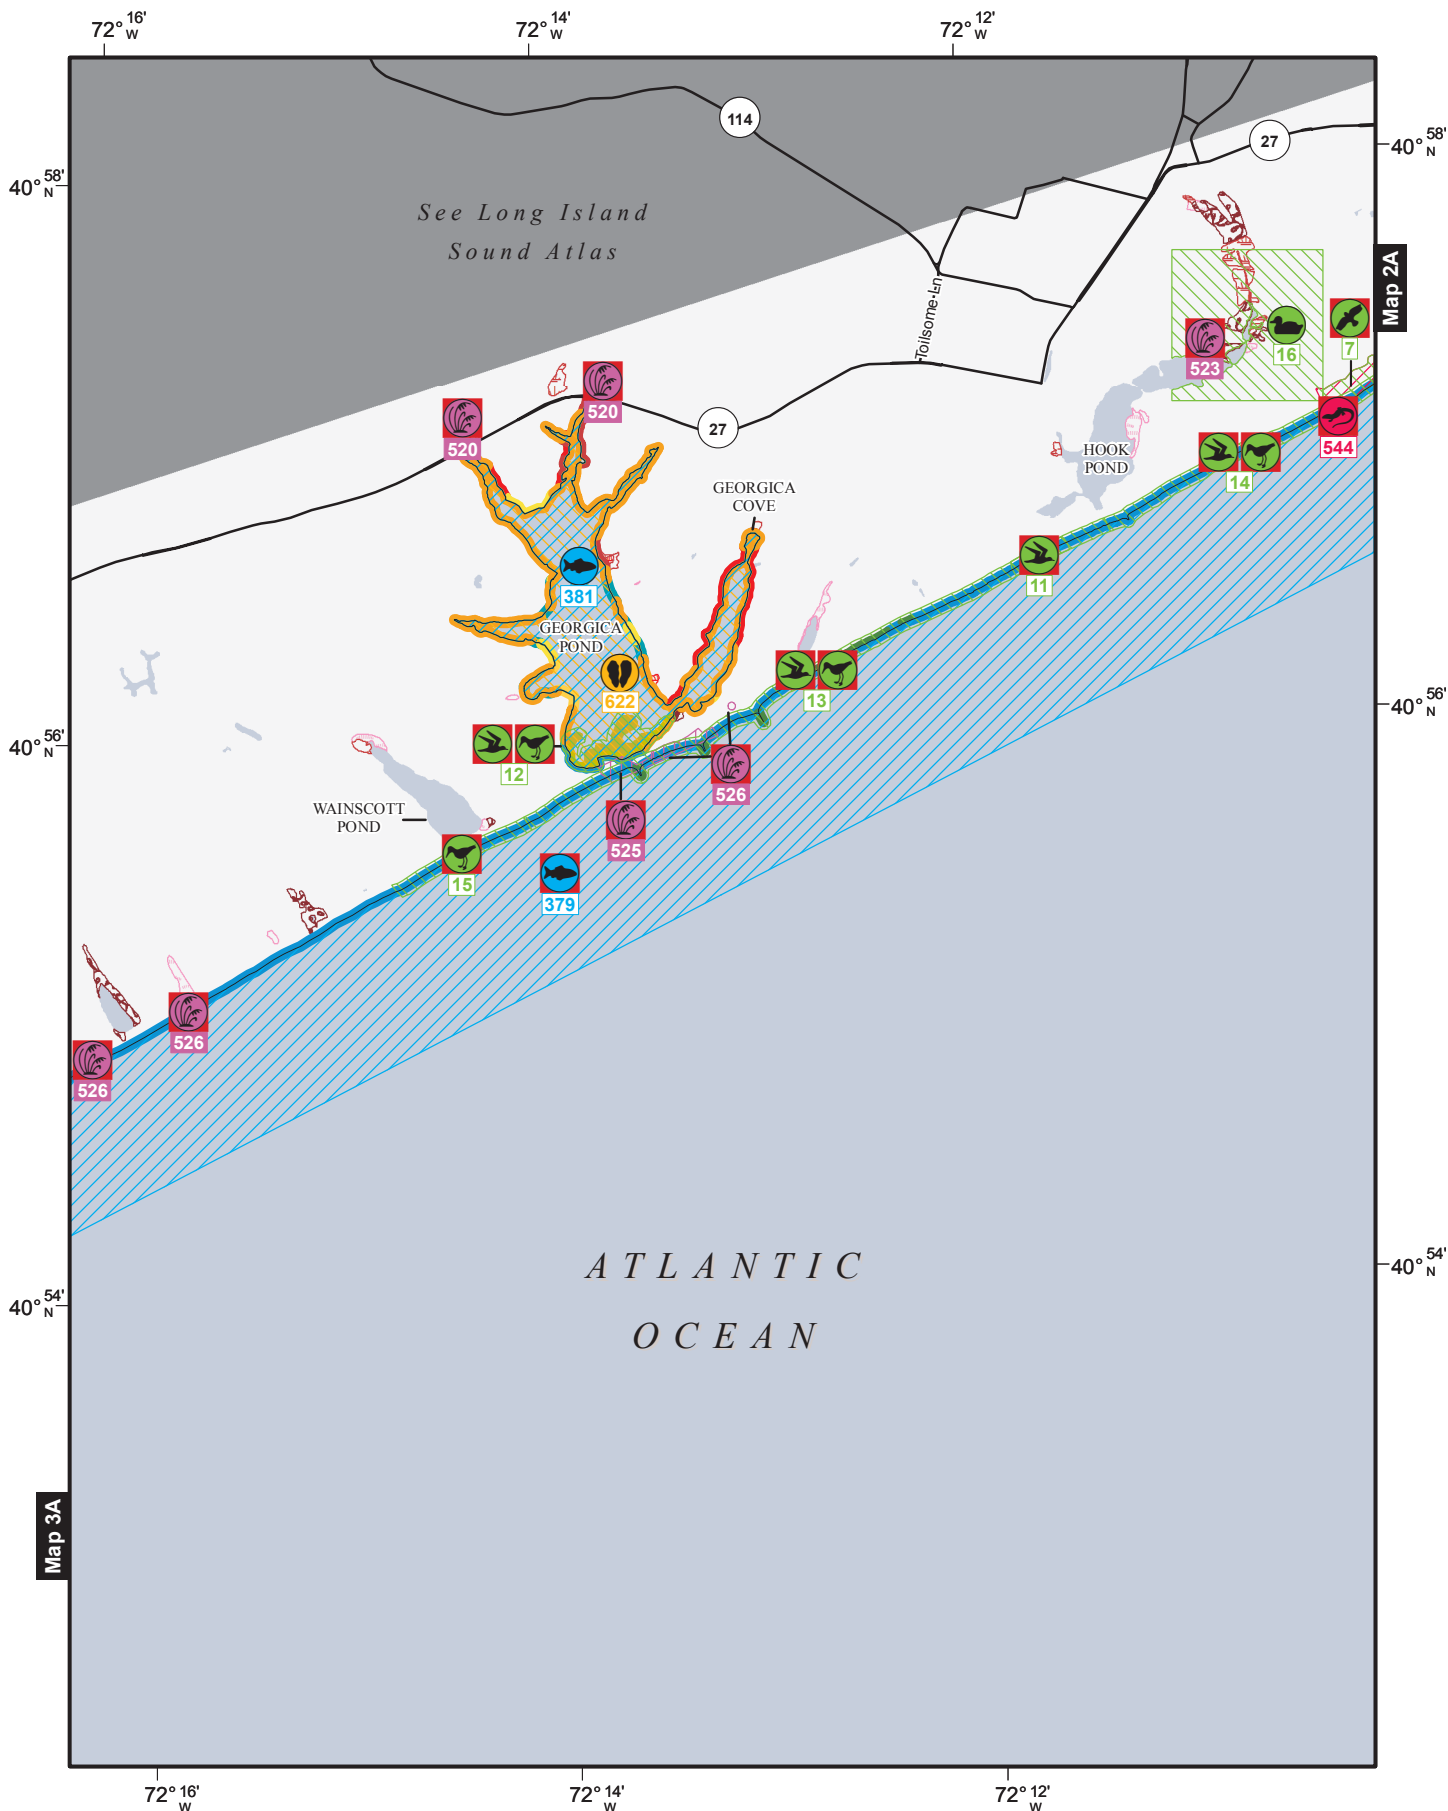 72° 16' W
72° 14' W
72° 12' W
114
27
40° 58' N
40° 58' N
See Long Island
Sound Atlas
Map 2A
Toilsome Ln
16
7
523
520
520
27
544
HOOK
POND
14
GEORGICA
COVE
11
381
GEORGICA
POND
622
13
40° 56' N
40° 56' N
12
526
WAINSCOTT
POND
525
15
379
526
526
ATLANTIC
OCEAN
40° 54' N
40° 54' N
Map 3A
72° 16' W
72° 14' W
72° 12' W